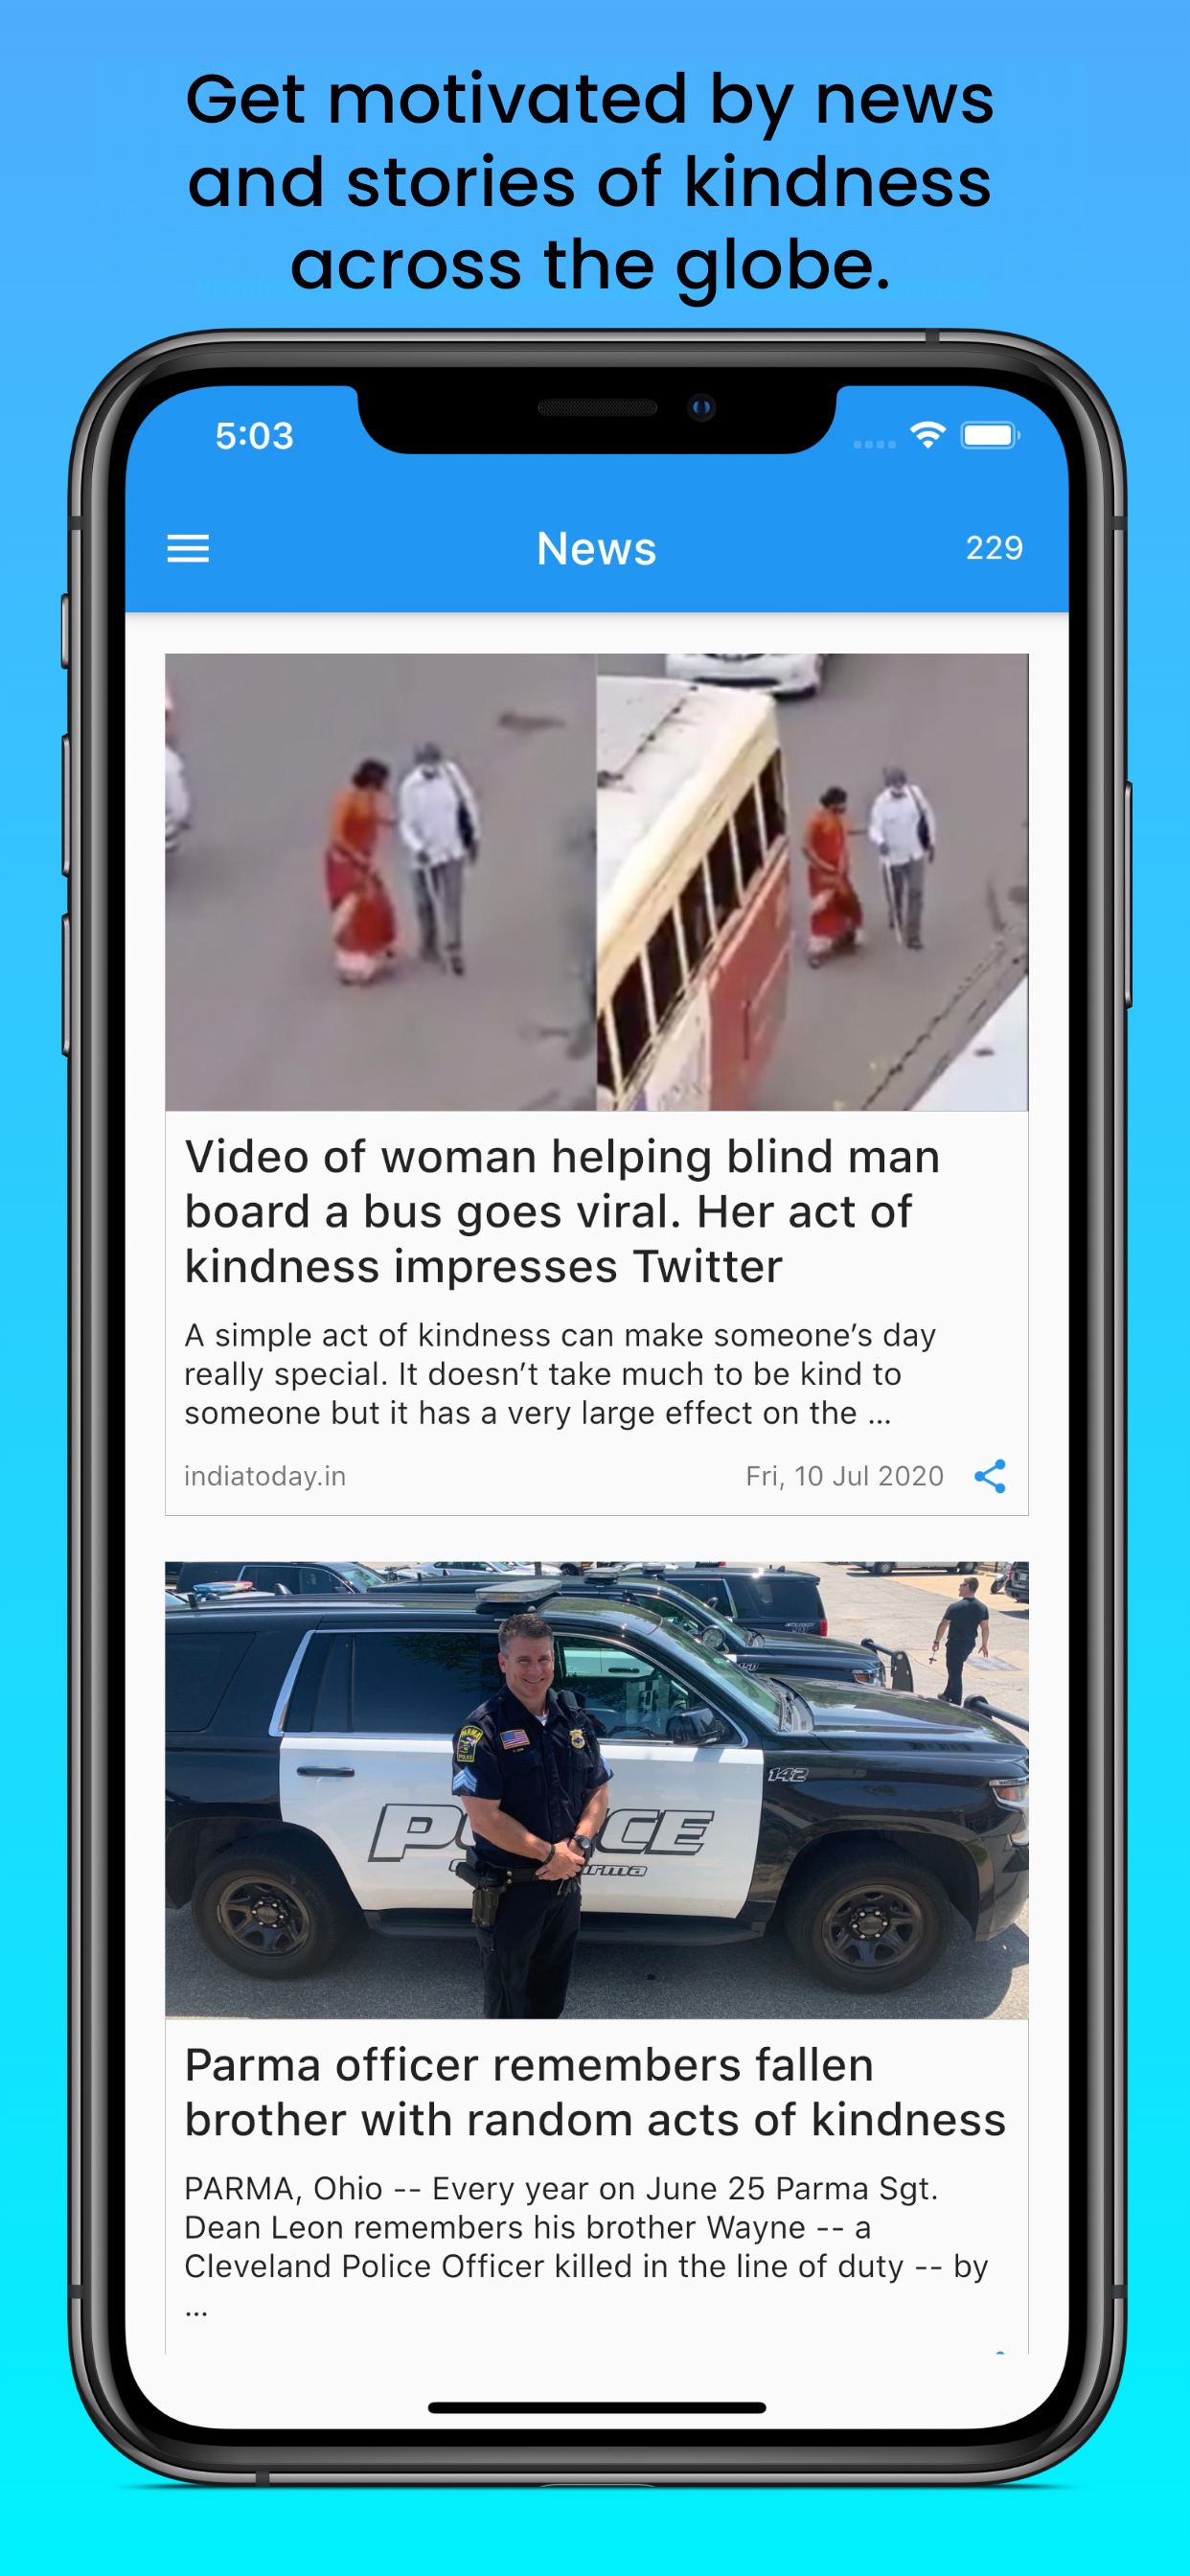 Get motivated by news
and stories of kindness
across the globe.
5:03
News
229
Video of woman helping blind man
board a bus goes viral. Her act of
kindness impresses Twitter
A simple act of kindness can make someone’s day
really special. It doesn’t take much to be kind to
someone but it has a very large effect on the ...
indiatoday.in
Fri, 10 Jul 2020
PARMA
142
Parma officer remembers fallen
brother with random acts of kindness
PARMA, Ohio -- Every year on June 25 Parma Sgt.
Dean Leon remembers his brother Wayne -- a
Cleveland Police Officer killed in the line of duty -- by
...